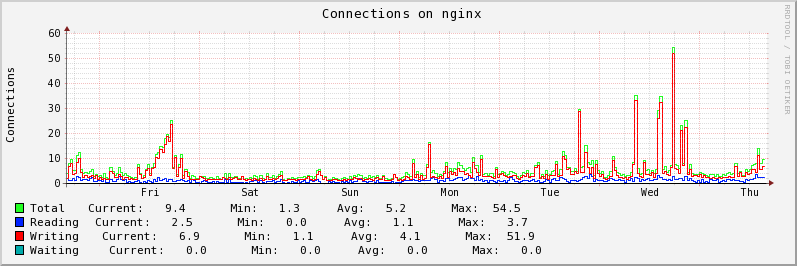 Connections on nginx
RRDTOOL / TOBI OETIKER
Connections
60
50
40
30
20
10
0
Fri Sat Sun Mon Tue Wed Thu
Total Current: 9.4 Min: 1.3 Avg: 5.2 Max: 54.5
Reading Current: 2.5 Min: 0.0 Avg: 1.1 Max: 3.7
Writing Current: 6.9 Min: 1.1 Avg: 4.1 Max: 51.9
Waiting Current: 0.0 Min: 0.0 Avg: 0.0 Max: 0.0